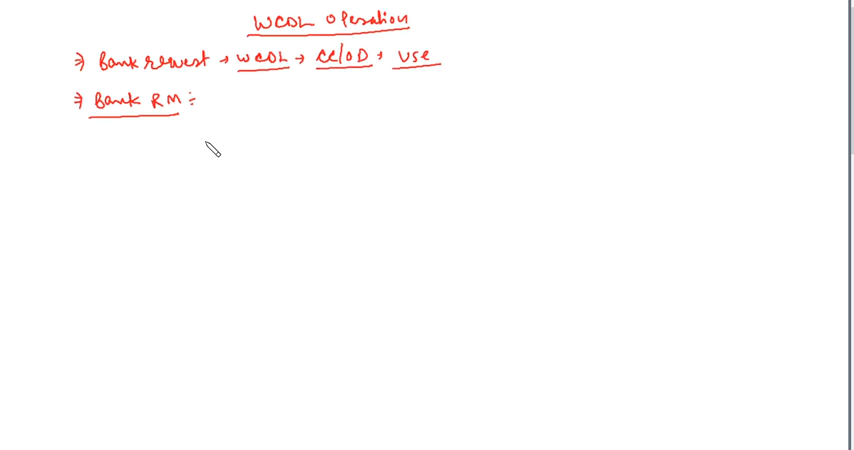 WCDL Operation
⇒ Bank request → WCDL → CC/OD → Use
⇒ Bank RM :-